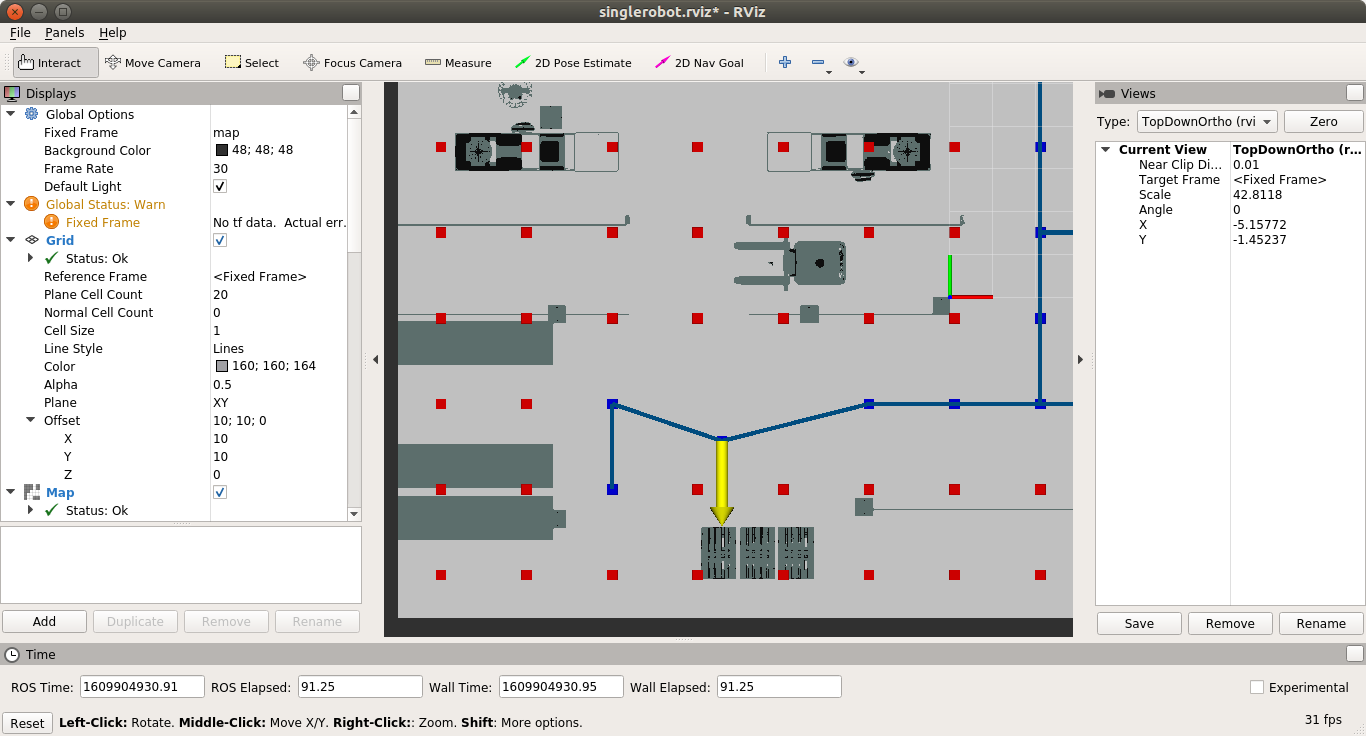 singlerobot.rviz* - RViz
File Panels Help
Interact Move Camera Select Focus Camera Measure 2D Pose Estimate 2D Nav Goal
Displays
Global Options
Fixed Frame map
Background Color 48; 48; 48
Frame Rate 30
Default Light
Global Status: Warn
Fixed Frame No tf data. Actual err...
Grid
Status: Ok
Reference Frame <Fixed Frame>
Plane Cell Count 20
Normal Cell Count 0
Cell Size 1
Line Style Lines
Color 160; 160; 164
Alpha 0.5
Plane XY
Offset 10; 10; 0
X 10
Y 10
Z 0
Map
Status: Ok
Add Duplicate Remove Rename
Views
Type: TopDownOrtho (rvi Zero
Current View TopDownOrtho (r...
Near Clip Di... 0.01
Target Frame <Fixed Frame>
Scale 42.8118
Angle 0
X -5.15772
Y -1.45237
Save Remove Rename
Time
ROS Time: 1609904930.91 ROS Elapsed: 91.25 Wall Time: 1609904930.95 Wall Elapsed: 91.25 Experimental
Reset Left-Click: Rotate. Middle-Click: Move X/Y. Right-Click:: Zoom. Shift: More options. 31 fps